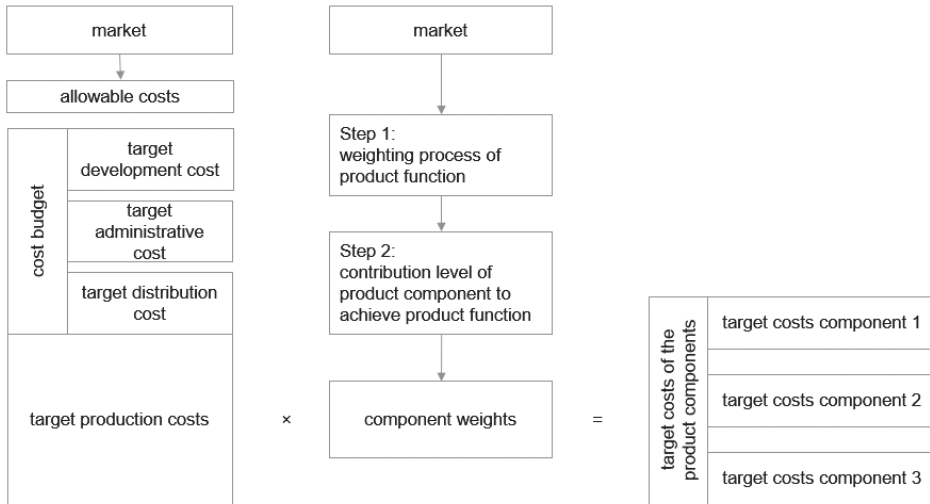 market
allowable costs
cost budget
target
development cost
target
administrative
cost
target distribution
cost
target production costs
×
market
Step 1:
weighting process of
product function
Step 2:
contribution level of
product component to
achieve product function
component weights
=
target costs of the
product components
target costs component 1
target costs component 2
target costs component 3